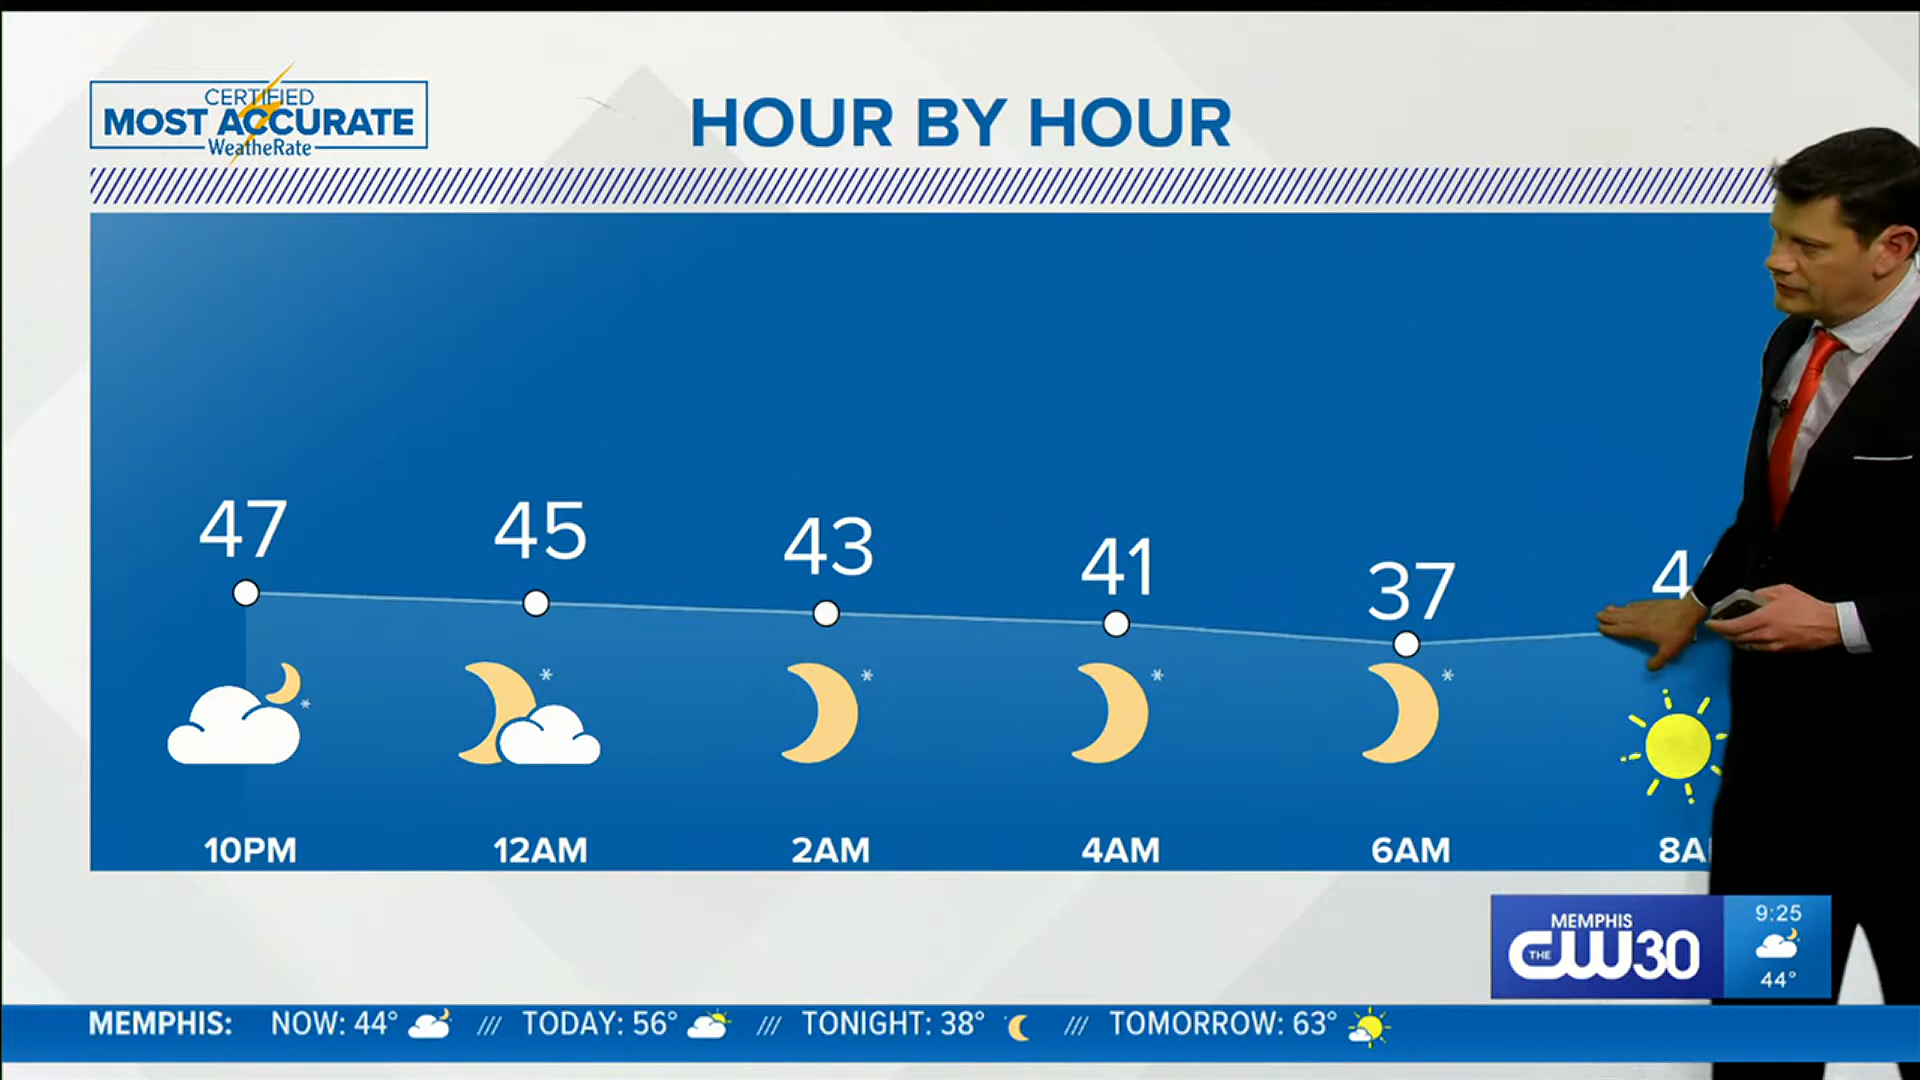 CERTIFIED
MOST ACCURATE
WeatheRate
HOUR BY HOUR
47 45 43 41 37
10PM 12AM 2AM 4AM 6AM
MEMPHIS
THE CW30
9:25
44°
MEMPHIS: NOW: 44° /// TODAY: 56° /// TONIGHT: 38° /// TOMORROW: 63°